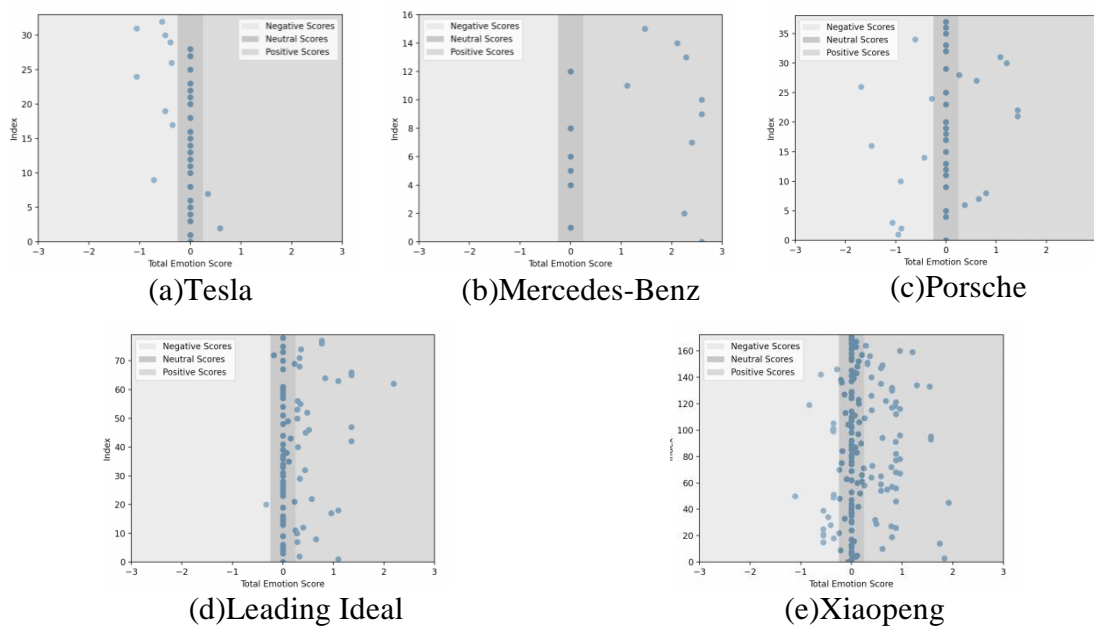 Negative Scores
Neutral Scores
Positive Scores
30
25
20
15
10
5
0
Index
−3 −2 −1 0 1 2 3
Total Emotion Score
(a)Tesla
Negative Scores
Neutral Scores
Positive Scores
16
14
12
10
8
6
4
2
0
Index
−3 −2 −1 0 1 2 3
Total Emotion Score
(b)Mercedes-Benz
Negative Scores
Neutral Scores
Positive Scores
35
30
25
20
15
10
5
0
Index
−3 −2 −1 0 1 2
Total Emotion Score
(c)Porsche
Negative Scores
Neutral Scores
Positive Scores
70
60
50
40
30
20
10
0
Index
−3 −2 −1 0 1 2 3
Total Emotion Score
(d)Leading Ideal
Negative Scores
Neutral Scores
Positive Scores
160
140
120
100
80
60
40
20
0
Index
−3 −2 −1 0 1 2 3
Total Emotion Score
(e)Xiaopeng